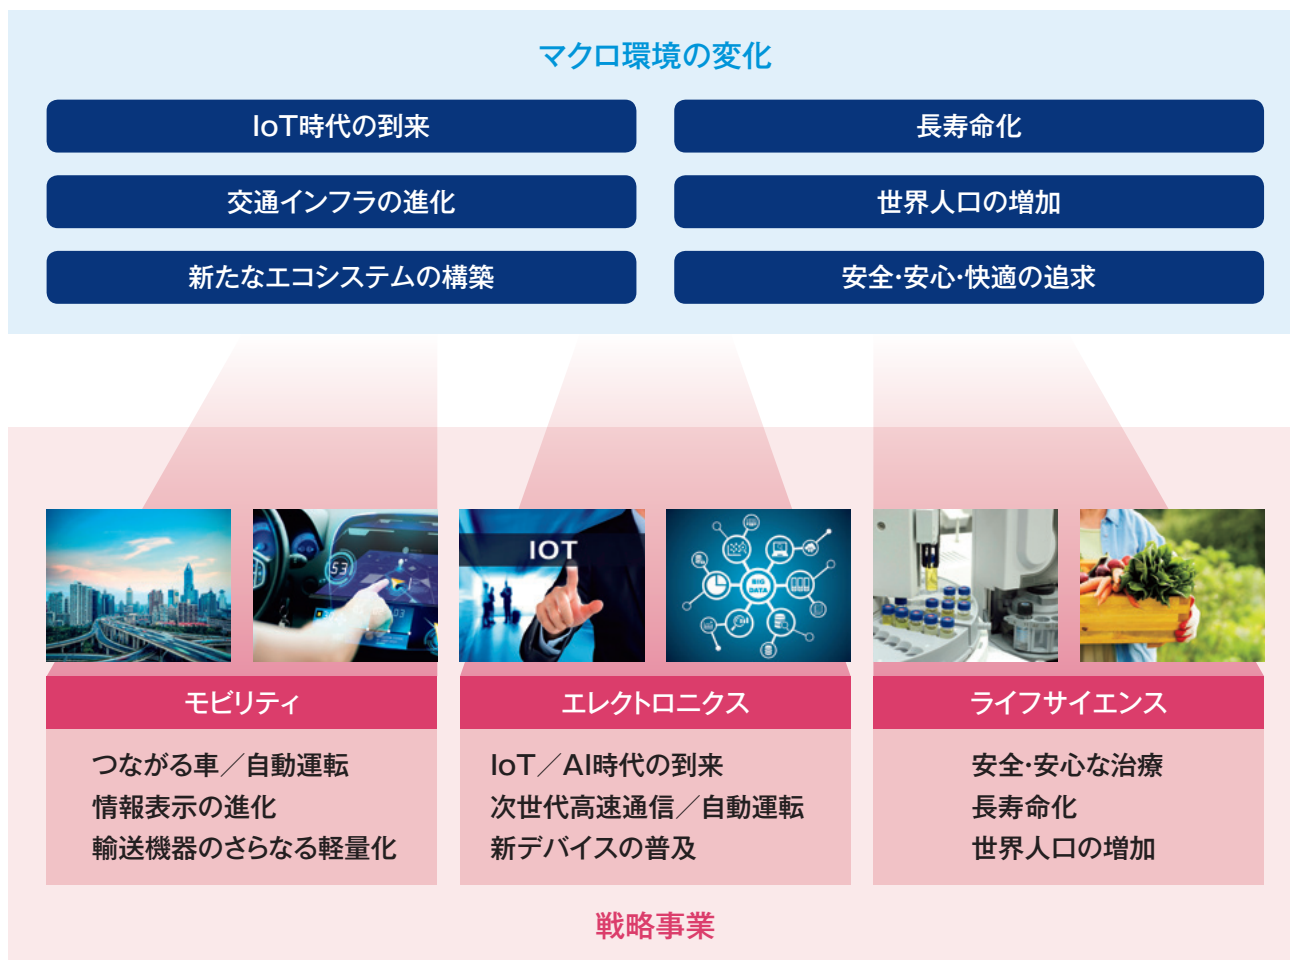 マクロ環境の変化
IoT時代の到来
長寿命化
交通インフラの進化
世界人口の増加
新たなエコシステムの構築
安全・安心・快適の追求
53
03
IOT
BIG
DATA
モビリティ
つながる車／自動運転
情報表示の進化
輸送機器のさらなる軽量化
エレクトロニクス
IoT／AI時代の到来
次世代高速通信／自動運転
新デバイスの普及
ライフサイエンス
安全・安心な治療
長寿命化
世界人口の増加
戦略事業